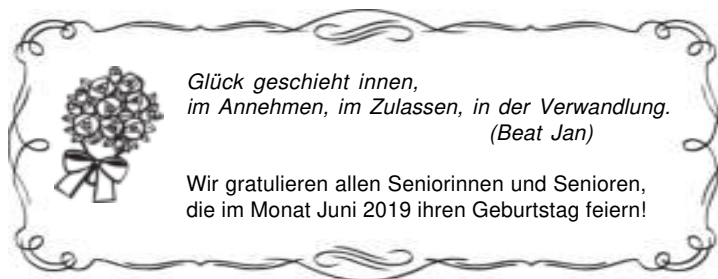 Glück geschieht innen,
im Annehmen, im Zulassen, in der Verwandlung.
(Beat Jan)
Wir gratulieren allen Seniorinnen und Senioren,
die im Monat Juni 2019 ihren Geburtstag feiern!